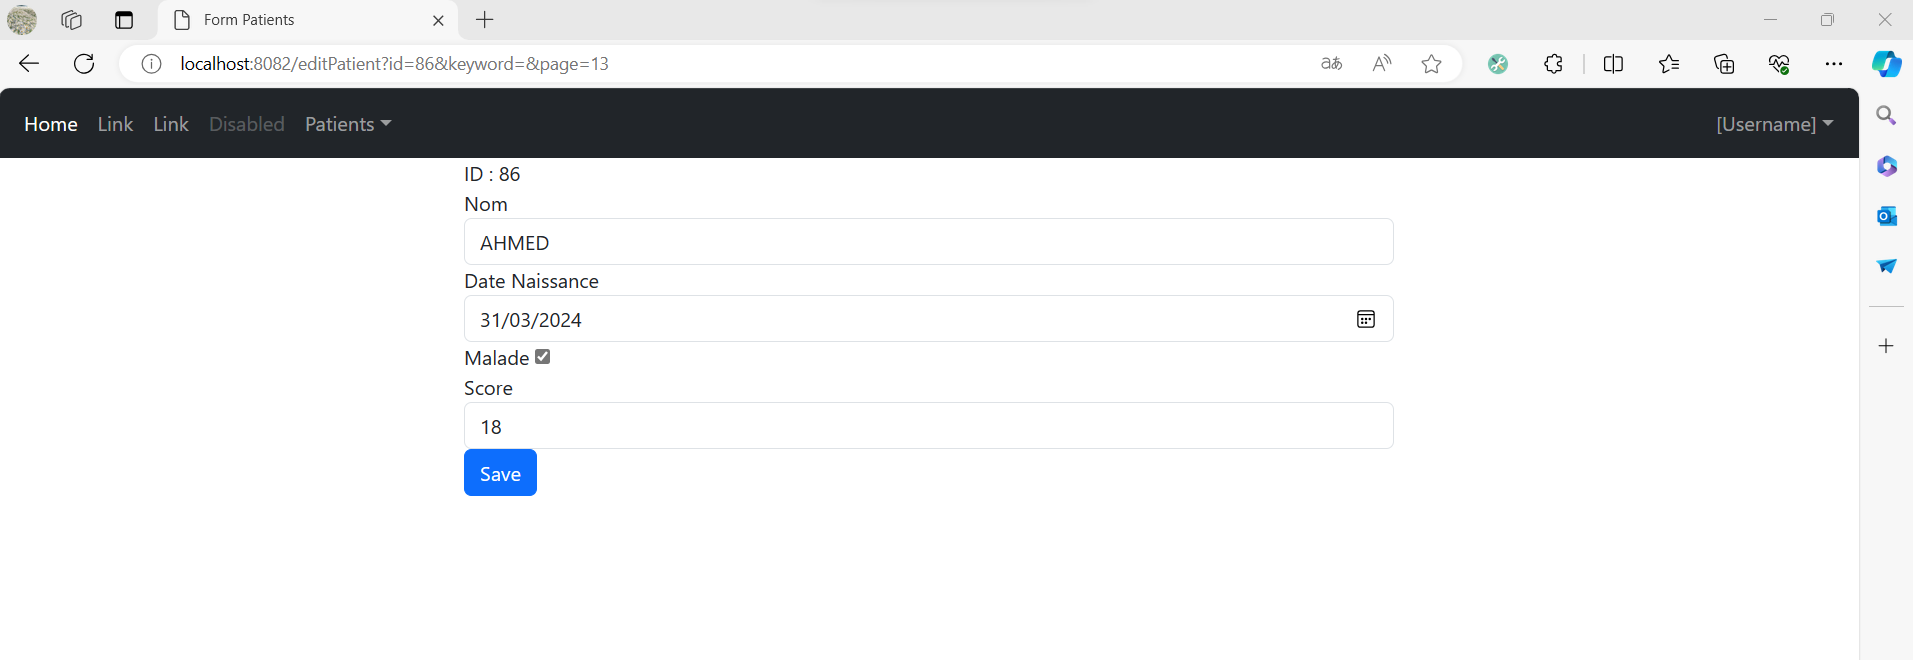 Form Patients
localhost:8082/editPatient?id=86&keyword=&page=13
Home Link Link Disabled Patients [Username]
ID : 86
Nom
AHMED
Date Naissance
31/03/2024
Malade
Score
18
Save